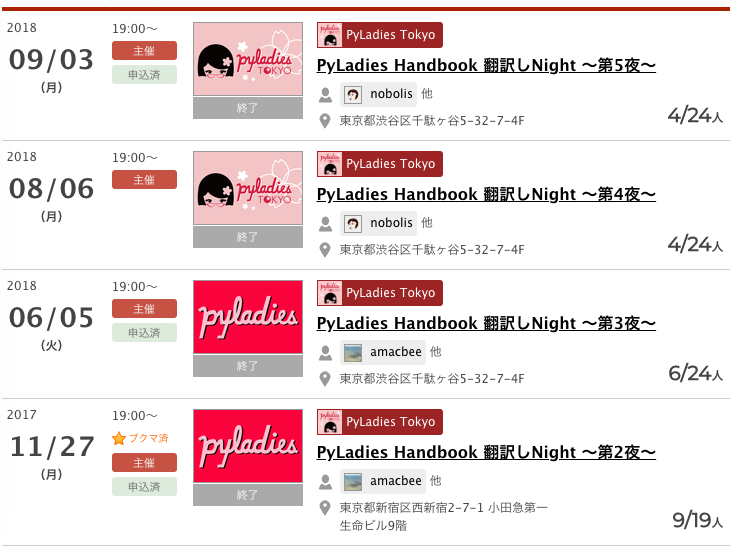 2018
09/03
(月)
19:00〜
主催
申込済
pyladies
TOKYO
終了
PyLadies Tokyo
PyLadies Handbook 翻訳しNight 〜第5夜〜
nobolis 他
東京都渋谷区千駄ヶ谷5-32-7-4F
4/24人
2018
08/06
(月)
19:00〜
主催
pyladies
TOKYO
終了
PyLadies Tokyo
PyLadies Handbook 翻訳しNight 〜第4夜〜
nobolis 他
東京都渋谷区千駄ヶ谷5-32-7-4F
4/24人
2018
06/05
(火)
19:00〜
主催
申込済
pyladies
終了
PyLadies Tokyo
PyLadies Handbook 翻訳しNight 〜第3夜〜
amacbee 他
東京都渋谷区千駄ヶ谷5-32-7-4F
6/24人
2017
11/27
(月)
19:00〜
ブクマ済
主催
申込済
pyladies
終了
PyLadies Tokyo
PyLadies Handbook 翻訳しNight 〜第2夜〜
amacbee 他
東京都新宿区西新宿2-7-1 小田急第一
生命ビル9階
9/19人